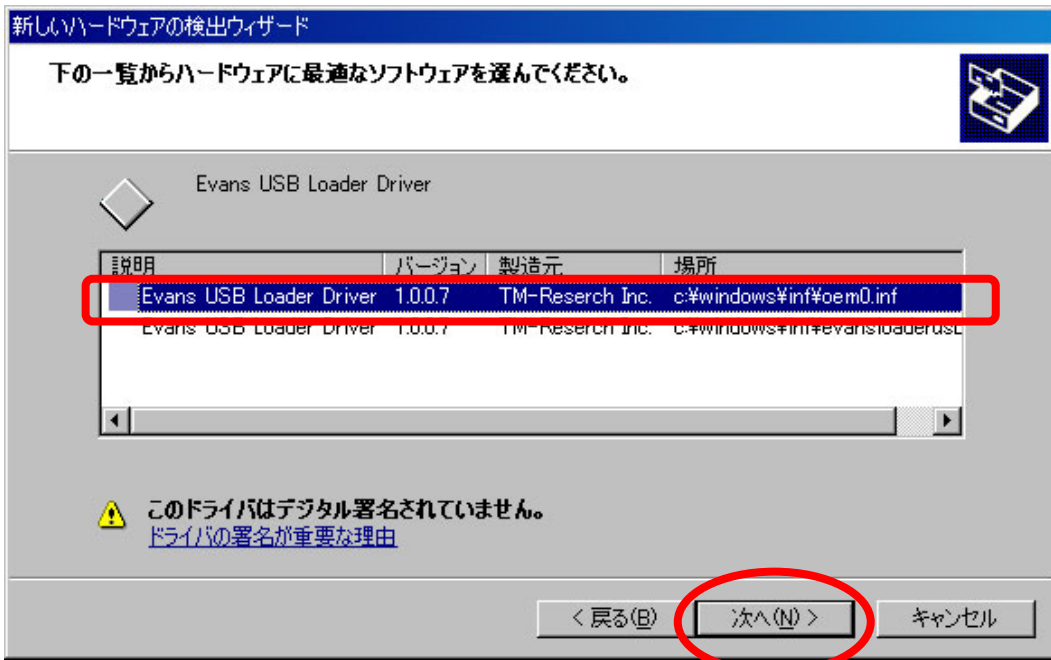 新しいハードウェアの検出ウィザード
下の一覧からハードウェアに最適なソフトウェアを選んでください。
Evans USB Loader Driver
説明 バージョン 製造元 場所
Evans USB Loader Driver 1.0.0.7 TM-Reserch Inc. c:¥windows¥inf¥oem0.inf
Evans USB Loader Driver 1.0.0.7 TM-Reserch Inc. c:¥windows¥inf¥evansloaderusb
このドライバはデジタル署名されていません。
ドライバの署名が重要な理由
< 戻る(B) 次へ(N) > キャンセル